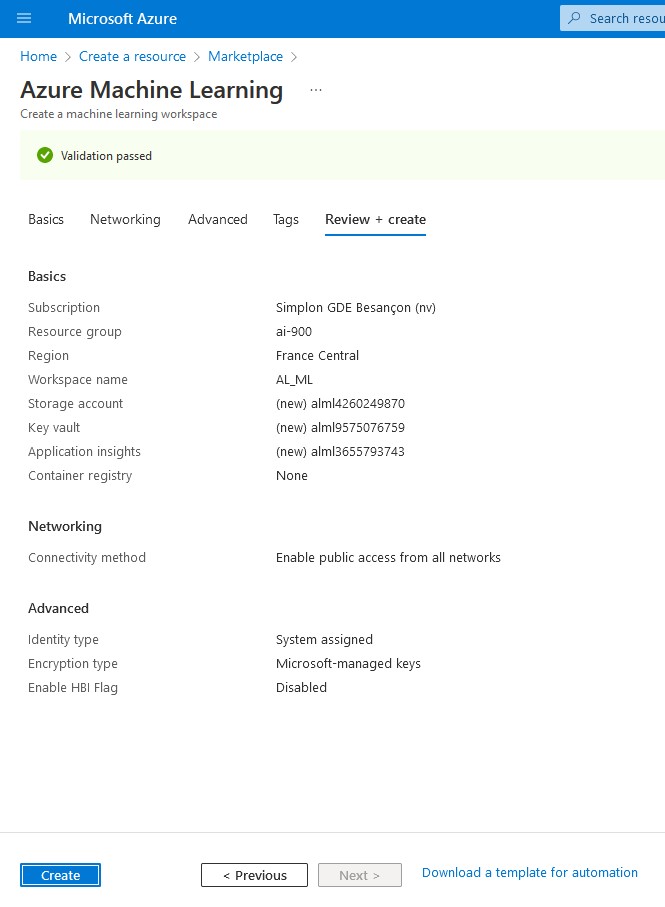 Microsoft Azure
Search resou
Home > Create a resource > Marketplace >
Azure Machine Learning ...
Create a machine learning workspace
Validation passed
Basics Networking Advanced Tags Review + create
Basics
Subscription Simplon GDE Besançon (nv)
Resource group ai-900
Region France Central
Workspace name AL_ML
Storage account (new) alml4260249870
Key vault (new) alml9575076759
Application insights (new) alml3655793743
Container registry None
Networking
Connectivity method Enable public access from all networks
Advanced
Identity type System assigned
Encryption type Microsoft-managed keys
Enable HBI Flag Disabled
Create < Previous Next > Download a template for automation